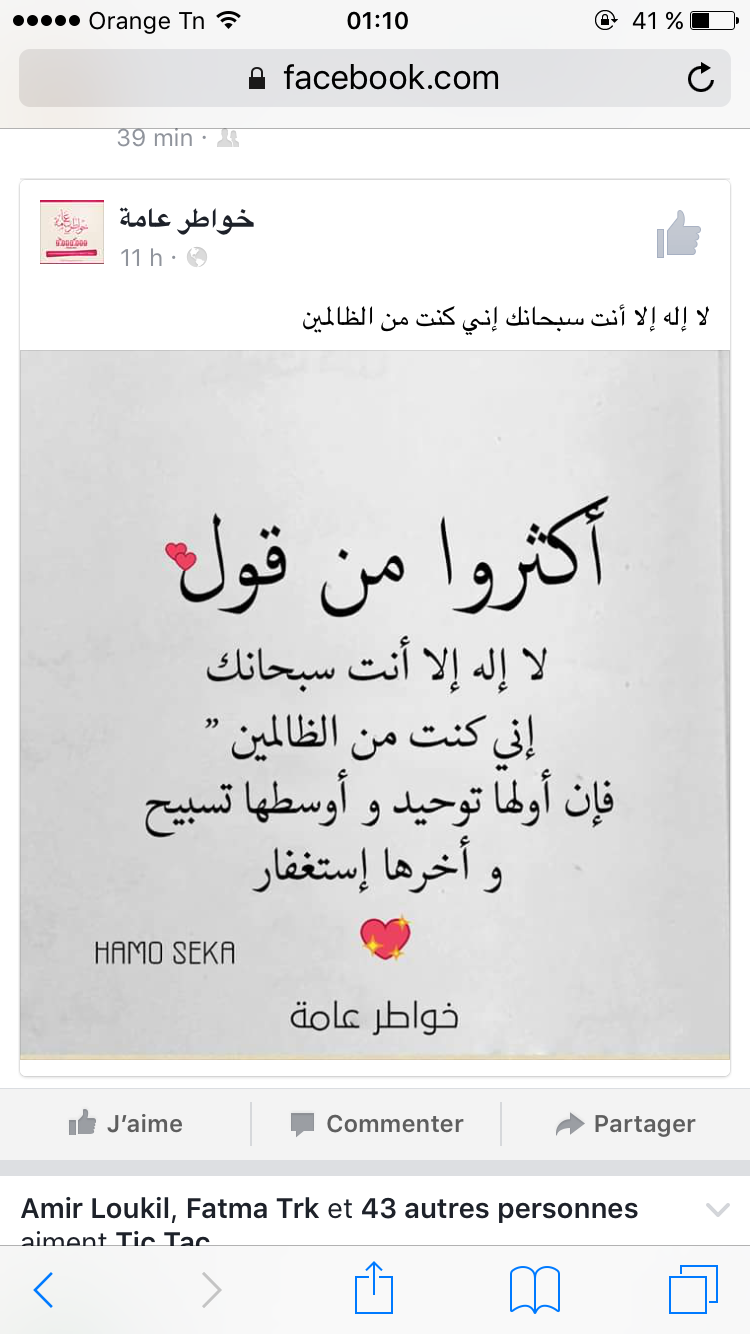 Orange Tn 01:10 41 %
facebook.com
39 min ·
خواطر عامة
11 h ·
لا إله إلا أنت سبحانك إني كنت من الظالمين
أكثروا من قول
لا إله إلا أنت سبحانك
إني كنت من الظالمين ”
فإن أولها توحيد و أوسطها تسبيح
و أخرها إستغفار
HAMO SEKA
خواطر عامة
J’aime Commenter Partager
Amir Loukil, Fatma Trk et 43 autres personnes
aiment Tic Tac